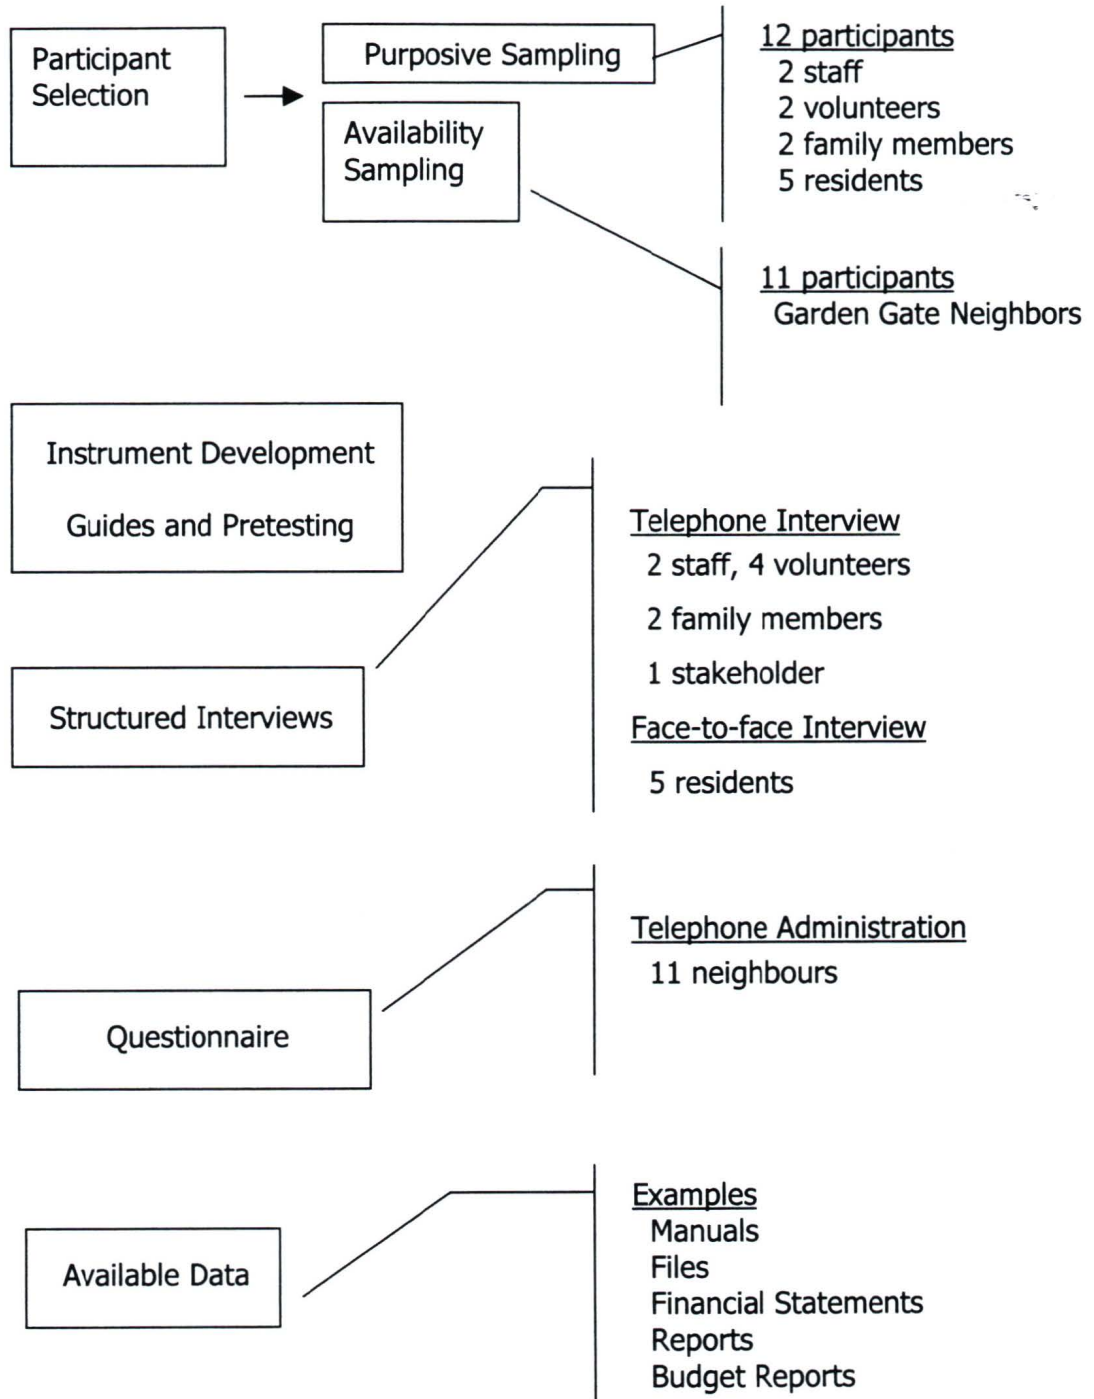 Participant
Selection
Purposive Sampling
Availability
Sampling
12 participants
2 staff
2 volunteers
2 family members
5 residents
11 participants
Garden Gate Neighbors
Instrument Development
Guides and Pretesting
Structured Interviews
Telephone Interview
2 staff, 4 volunteers
2 family members
1 stakeholder
Face-to-face Interview
5 residents
Questionnaire
Telephone Administration
11 neighbours
Available Data
Examples
Manuals
Files
Financial Statements
Reports
Budget Reports